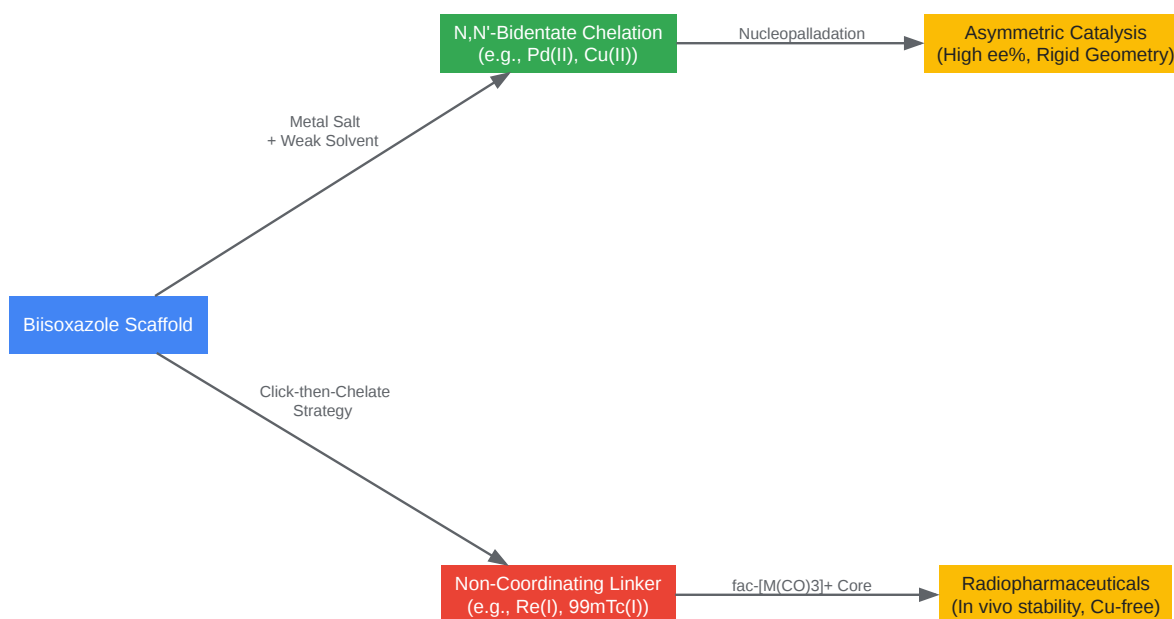 N,N'-Bidentate Chelation
(e.g., Pd(II), Cu(II))
Nucleopalladation
Asymmetric Catalysis
(High ee%, Rigid Geometry)
Metal Salt
+ Weak Solvent
Biisoxazole Scaffold
Click-then-Chelate
Strategy
Non-Coordinating Linker
(e.g., Re(I), 99mTc(I))
fac-[M(CO)3]+ Core
Radiopharmaceuticals
(In vivo stability, Cu-free)